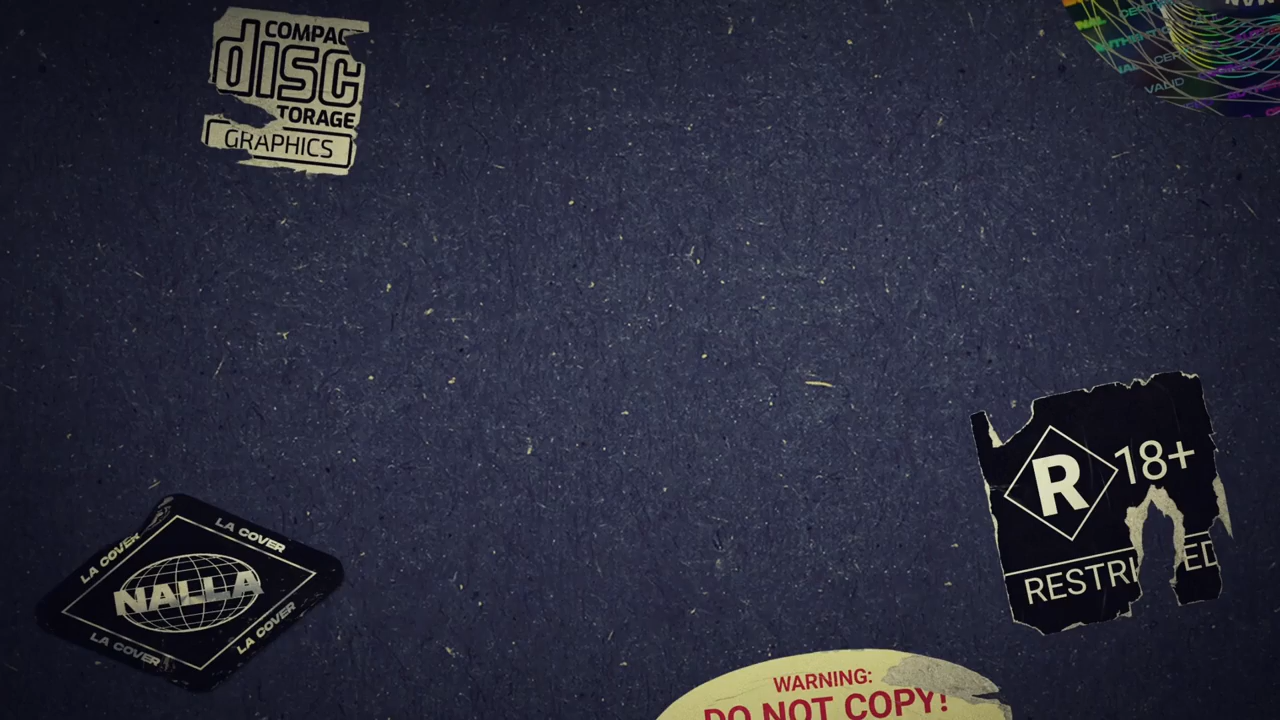 COMPAC
disc
TORAGE
GRAPHICS
VALID
R 18+
RESTRI ED
LA COVER
LA COVER
NALLA
LA COVER
LA COVER
WARNING:
DO NOT COPY!